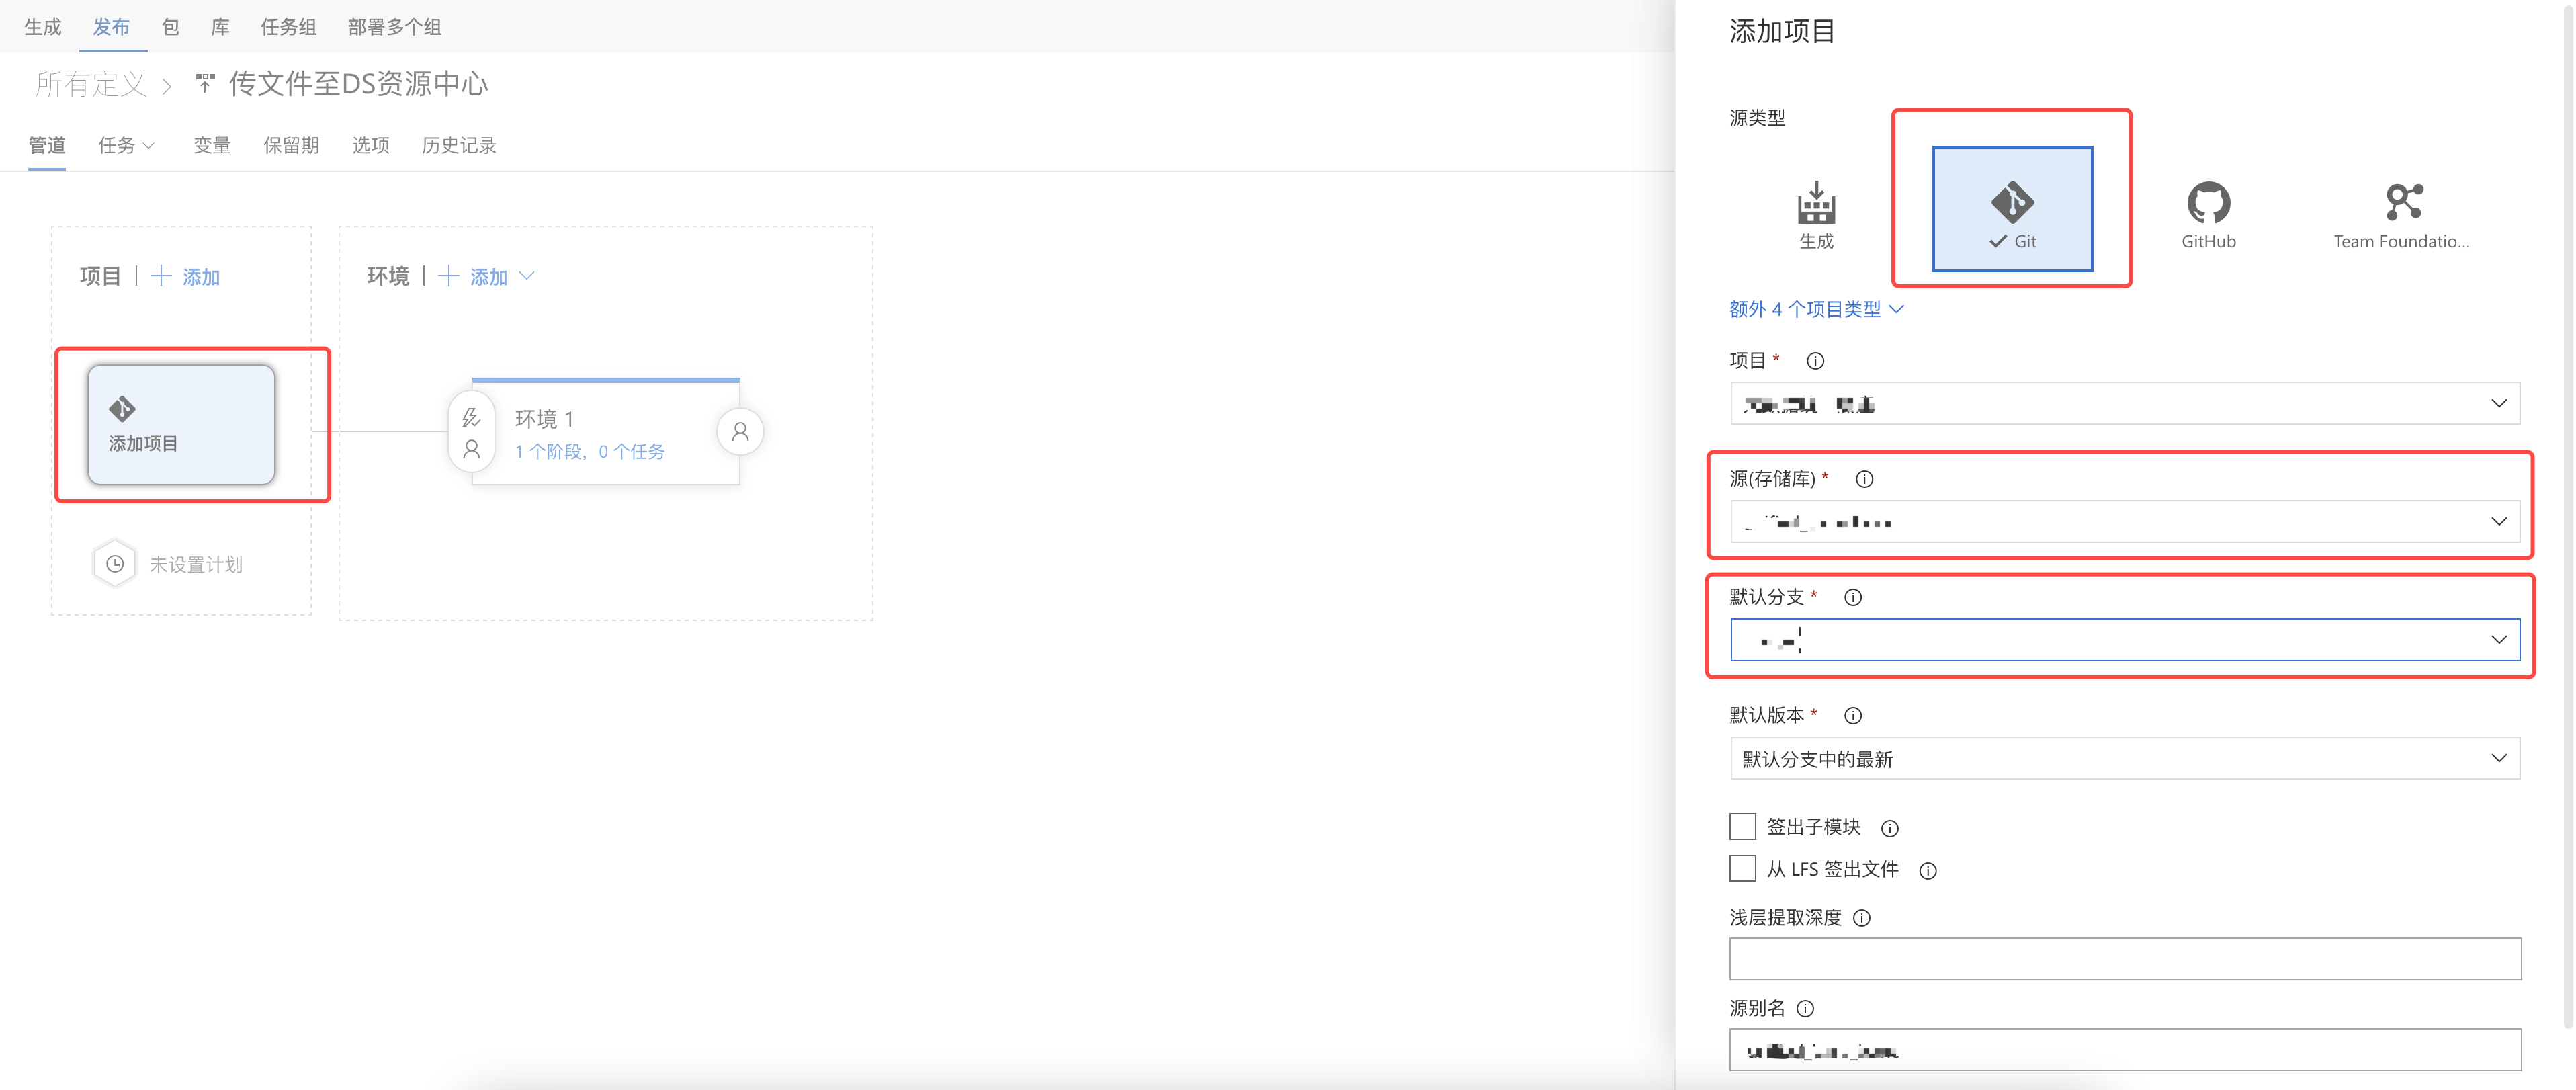 生成 发布 包 库 任务组 部署多个组
所有定义 > 传文件至DS资源中心
管道 任务 变量 保留期 选项 历史记录
项目 | + 添加
环境 | + 添加
添加项目
环境 1
1 个阶段，0 个任务
未设置计划
添加项目
源类型
生成
Git
GitHub
Team Foundatio...
额外 4 个项目类型
项目 *
源(存储库) *
默认分支 *
默认版本 *
默认分支中的最新
签出子模块
从 LFS 签出文件
浅层提取深度
源别名